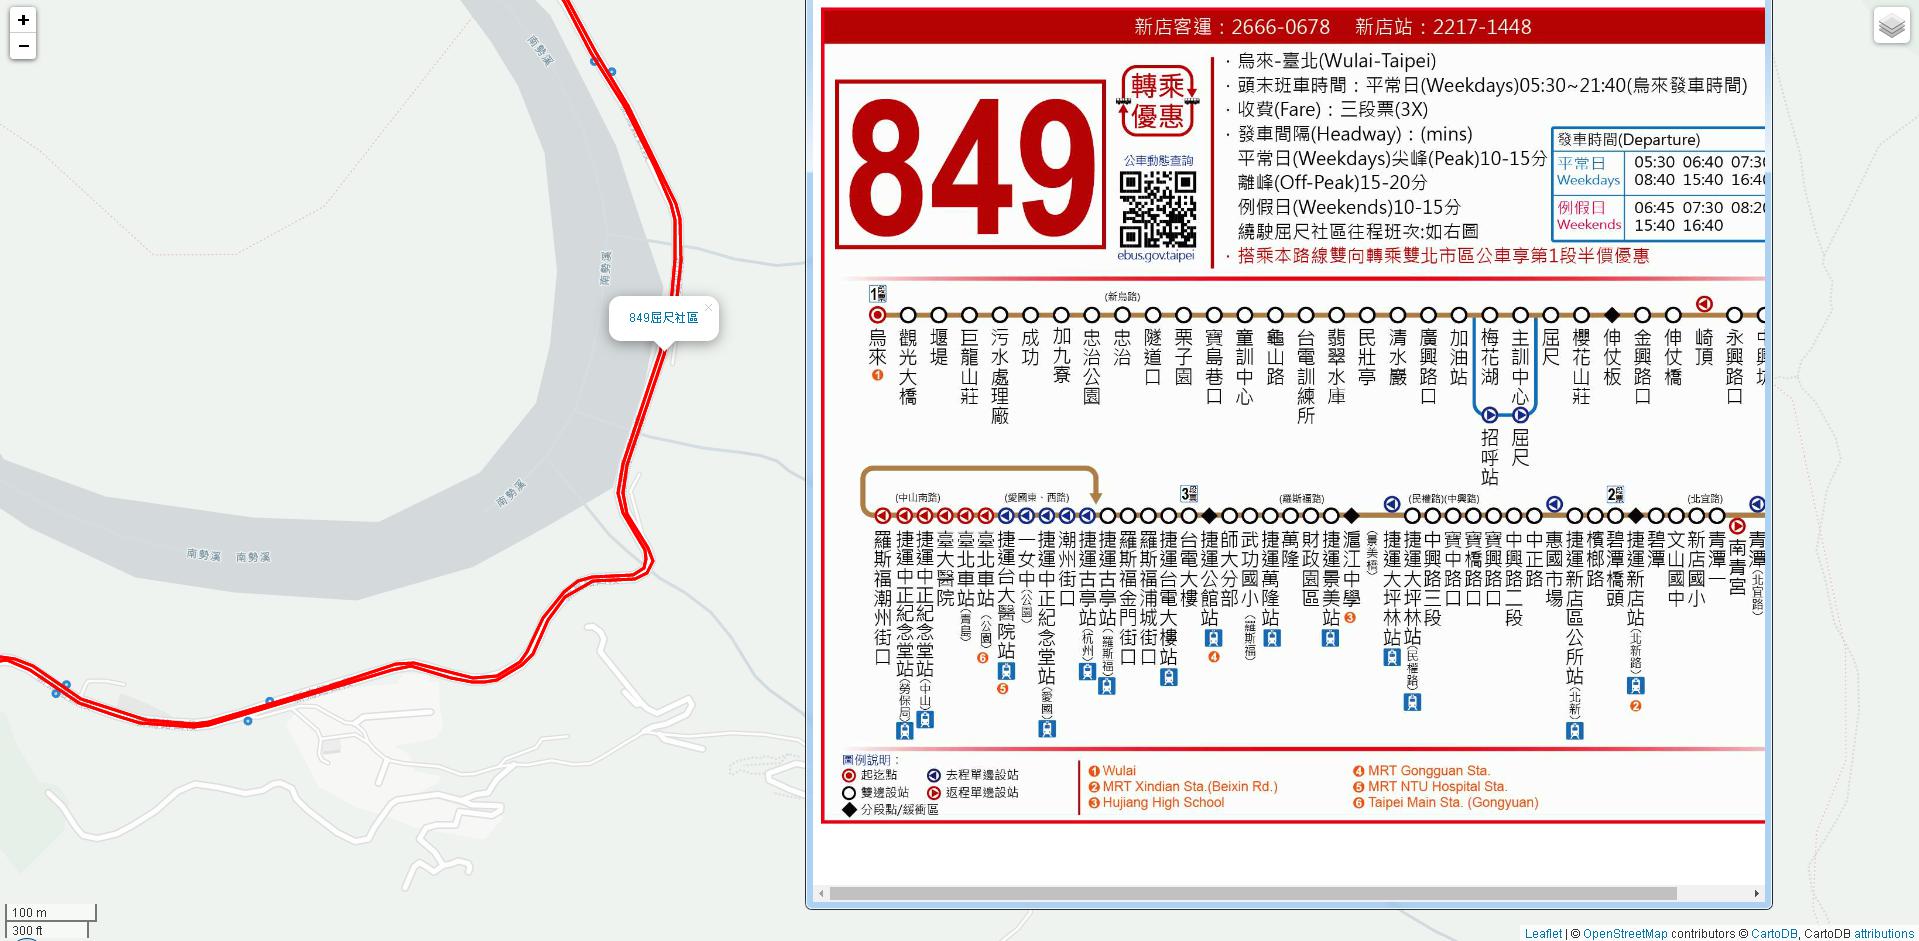 +
−
南勢溪
南勢溪
南勢溪
南勢溪 南勢溪
849屈尺社區
×
100 m
300 ft
新店客運：2666-0678 新店站：2217-1448
849
轉乘
優惠
公車動態查詢
ebus.gov.taipei
· 烏來-臺北(Wulai-Taipei)
· 頭末班車時間：平常日(Weekdays)05:30~21:40(烏來發車時間)
· 收費(Fare)：三段票(3X)
· 發車間隔(Headway)：(mins)
平常日(Weekdays)尖峰(Peak)10-15分
離峰(Off-Peak)15-20分
例假日(Weekends)10-15分
繞駛屈尺社區往程班次:如右圖
· 搭乘本路線雙向轉乘雙北市區公車享第1段半價優惠
發車時間(Departure)
平常日 05:30 06:40 07:30
Weekdays 08:40 15:40 16:40
例假日 06:45 07:30 08:20
Weekends 15:40 16:40
1段票
(新烏路)
烏來
1
觀光大橋
堰堤
巨龍山莊
污水處理廠
成功
加九寮
忠治公園
忠治
隧道口
栗子園
寶島巷口
童訓中心
龜山路
台電訓練所
翡翠水庫
民壯亭
清水巖
廣興路口
加油站
梅花湖
主訓中心
屈尺
櫻花山莊
伸仗板
金興路口
伸仗橋
崎頂
永興路口
招呼站
屈尺
(中山南路)
(愛國東、西路)
3段票
(羅斯福路)
(民權路)(中興路)
2段票
(北宜路)
羅斯福潮州街口
捷運中正紀念堂站(勞保局)
捷運中正紀念堂站(中山)
臺大醫院
臺北車站(青島)
臺北車站(公園)
6
捷運台大醫院站
5
一女中(公園)
捷運中正紀念堂站(愛國)
潮州街口
捷運古亭站(杭州)
捷運古亭站(羅斯福)
羅斯福金門街口
羅斯福浦城街口
捷運台電大樓站
台電大樓
捷運公館站
4
師大分部
武功國小(羅斯福)
捷運萬隆站
萬隆
財政園區
捷運景美站
滬江中學
3
(景美橋)
捷運大坪林站
捷運大坪林站(民權路)
中興路三段
寶中路口
寶橋路口
寶興路口
中興路二段
中正路
惠國市場
捷運新店區公所站(北新)
檳榔路
碧潭橋頭
捷運新店站(北新路)
2
碧潭
文山國中
新店國小
青潭一
南青宮
青潭(北宜路)
圖例說明：
起迄點 去程單邊設站
雙邊設站 返程單邊設站
分段點/緩衝區
1 Wulai
2 MRT Xindian Sta.(Beixin Rd.)
3 Hujiang High School
4 MRT Gongguan Sta.
5 MRT NTU Hospital Sta.
6 Taipei Main Sta. (Gongyuan)
Leaflet | © OpenStreetMap contributors © CartoDB, CartoDB attributions